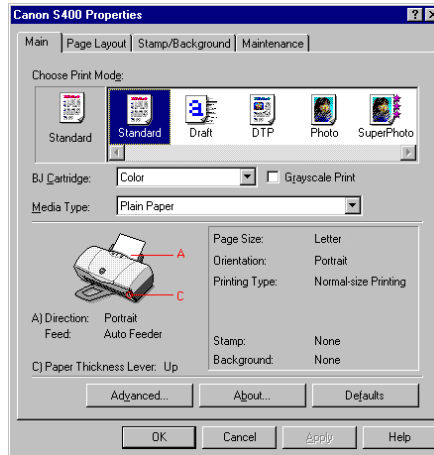 Canon S400 Properties
Main Page Layout Stamp/Background Maintenance
Choose Print Mode:
Standard Standard Draft DTP Photo SuperPhoto
BJ Cartridge: Color Grayscale Print
Media Type: Plain Paper
A
C
Page Size: Letter
Orientation: Portrait
Printing Type: Normal-size Printing
A) Direction: Portrait
Feed: Auto Feeder
Stamp: None
Background: None
C) Paper Thickness Lever: Up
Advanced... About... Defaults
OK Cancel Apply Help